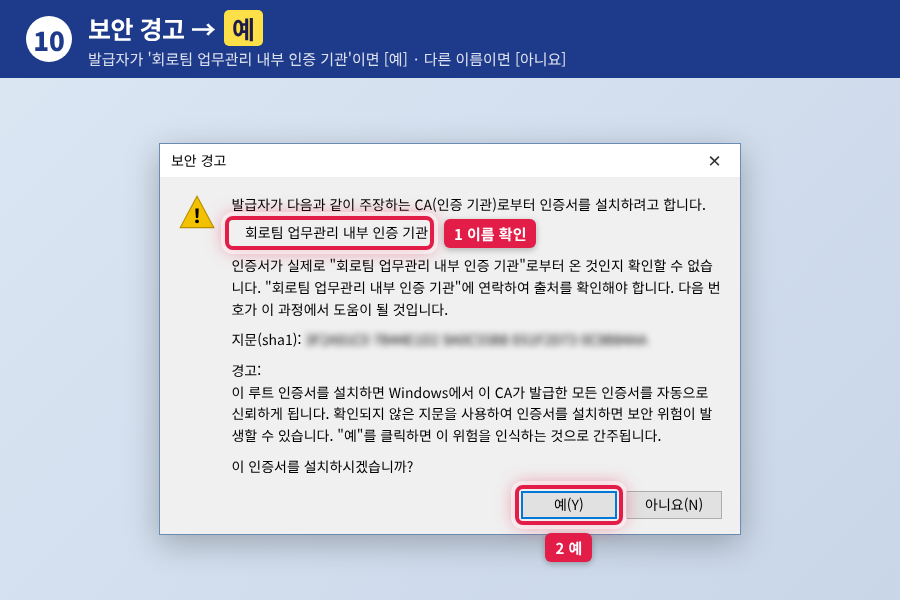 10
보안 경고 → 예
발급자가 '회로팀 업무관리 내부 인증 기관'이면 [예] · 다른 이름이면 [아니요]
보안 경고
발급자가 다음과 같이 주장하는 CA(인증 기관)로부터 인증서를 설치하려고 합니다.
회로팀 업무관리 내부 인증 기관
1 이름 확인
인증서가 실제로 "회로팀 업무관리 내부 인증 기관"로부터 온 것인지 확인할 수 없습
니다. "회로팀 업무관리 내부 인증 기관"에 연락하여 출처를 확인해야 합니다. 다음 번
호가 이 과정에서 도움이 될 것입니다.
지문(sha1):
경고:
이 루트 인증서를 설치하면 Windows에서 이 CA가 발급한 모든 인증서를 자동으로
신뢰하게 됩니다. 확인되지 않은 지문을 사용하여 인증서를 설치하면 보안 위험이 발
생할 수 있습니다. "예"를 클릭하면 이 위험을 인식하는 것으로 간주됩니다.
이 인증서를 설치하시겠습니까?
예(Y)
아니요(N)
2 예